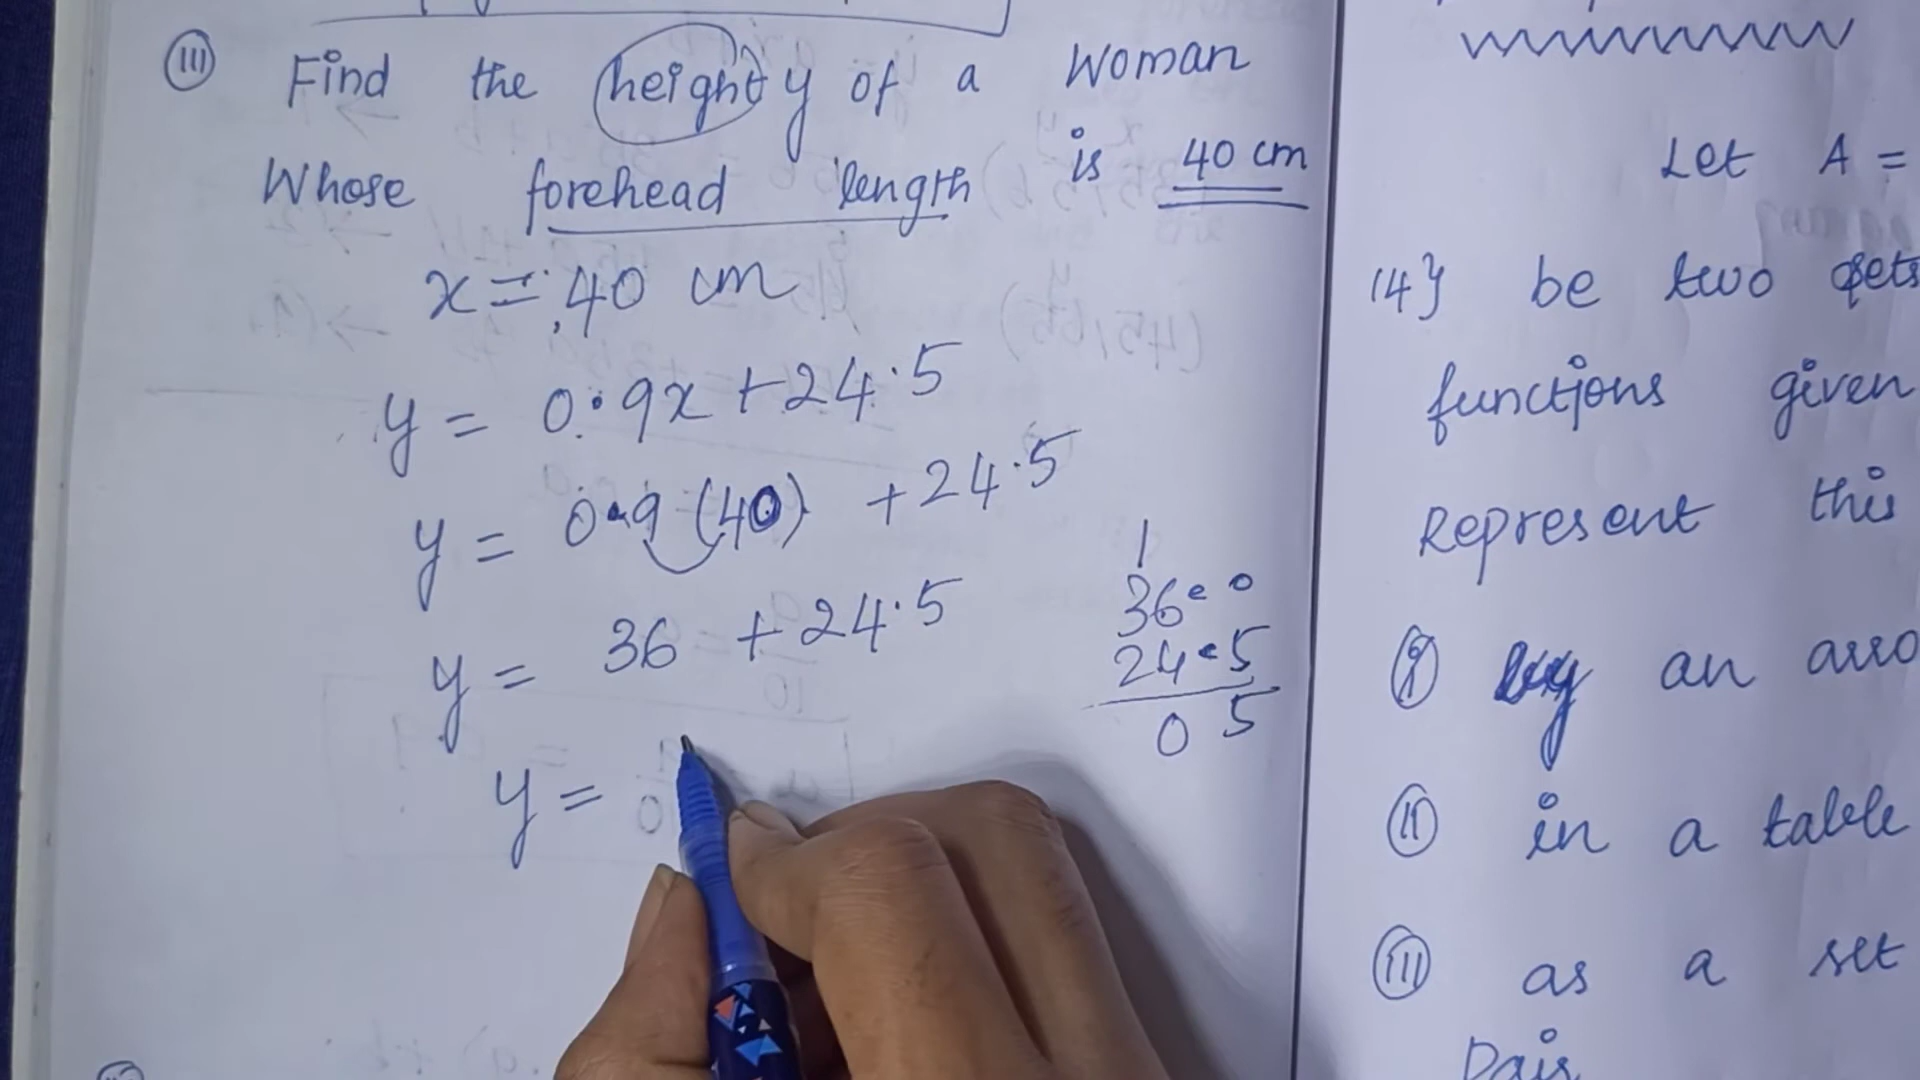 (iii) Find the height y of a woman
whose forehead length is 40 cm
x = 40 cm
y = 0.9x + 24.5
y = 0.9 (40) + 24.5
y = 36 + 24.5
y =
1
36.0
24.5
0 5
Let A =
14} be two sets
functions given
Represent this
(i) by an arro
(ii) in a table
(iii) as a set
Pair